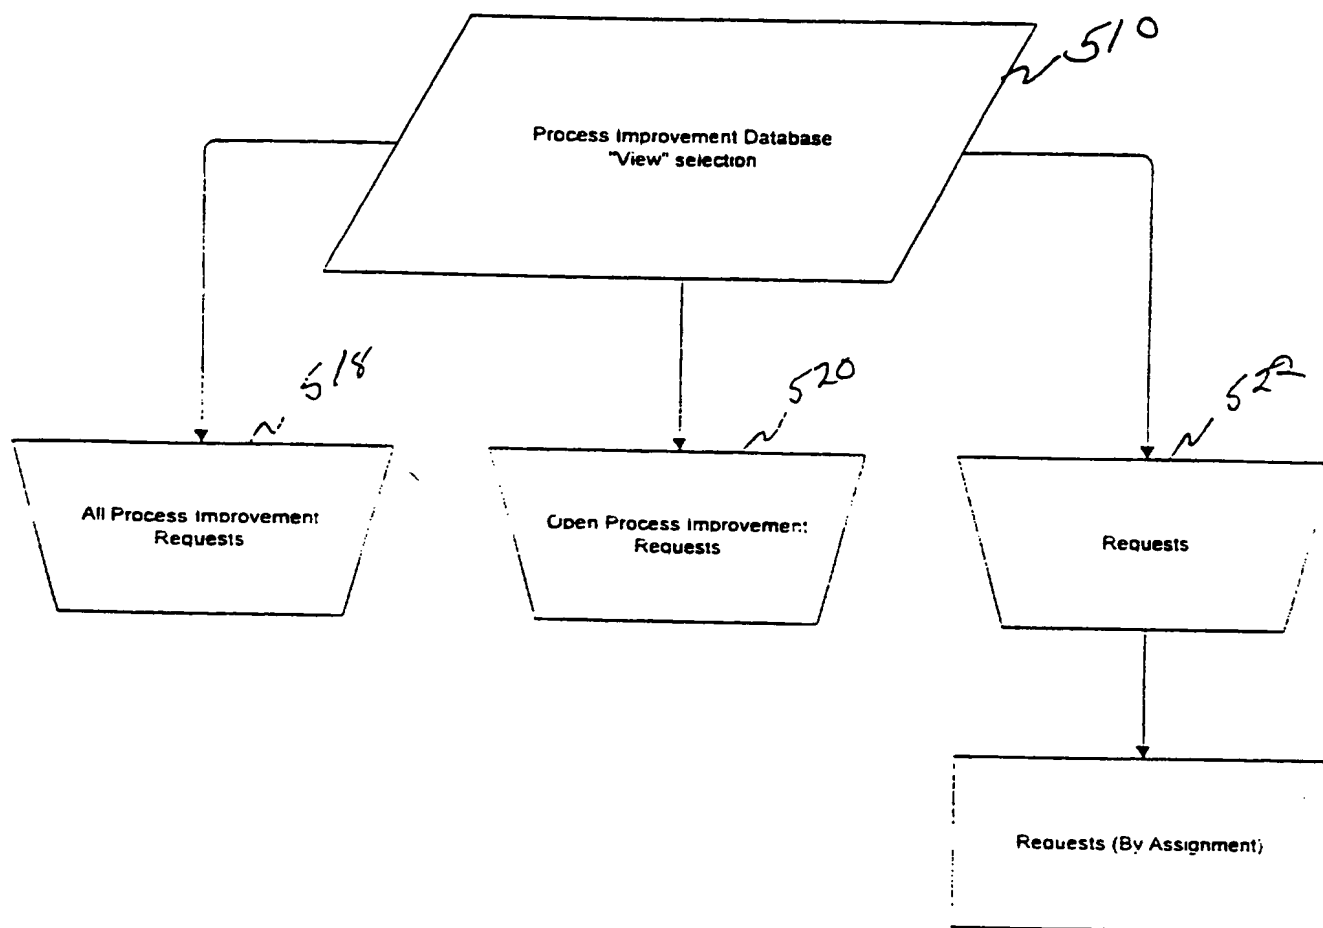 510
Process Improvement Database
"View" selection
518
520
522
All Process Improvement
Requests
Open Process Improvement
Requests
Requests
Requests (By Assignment)